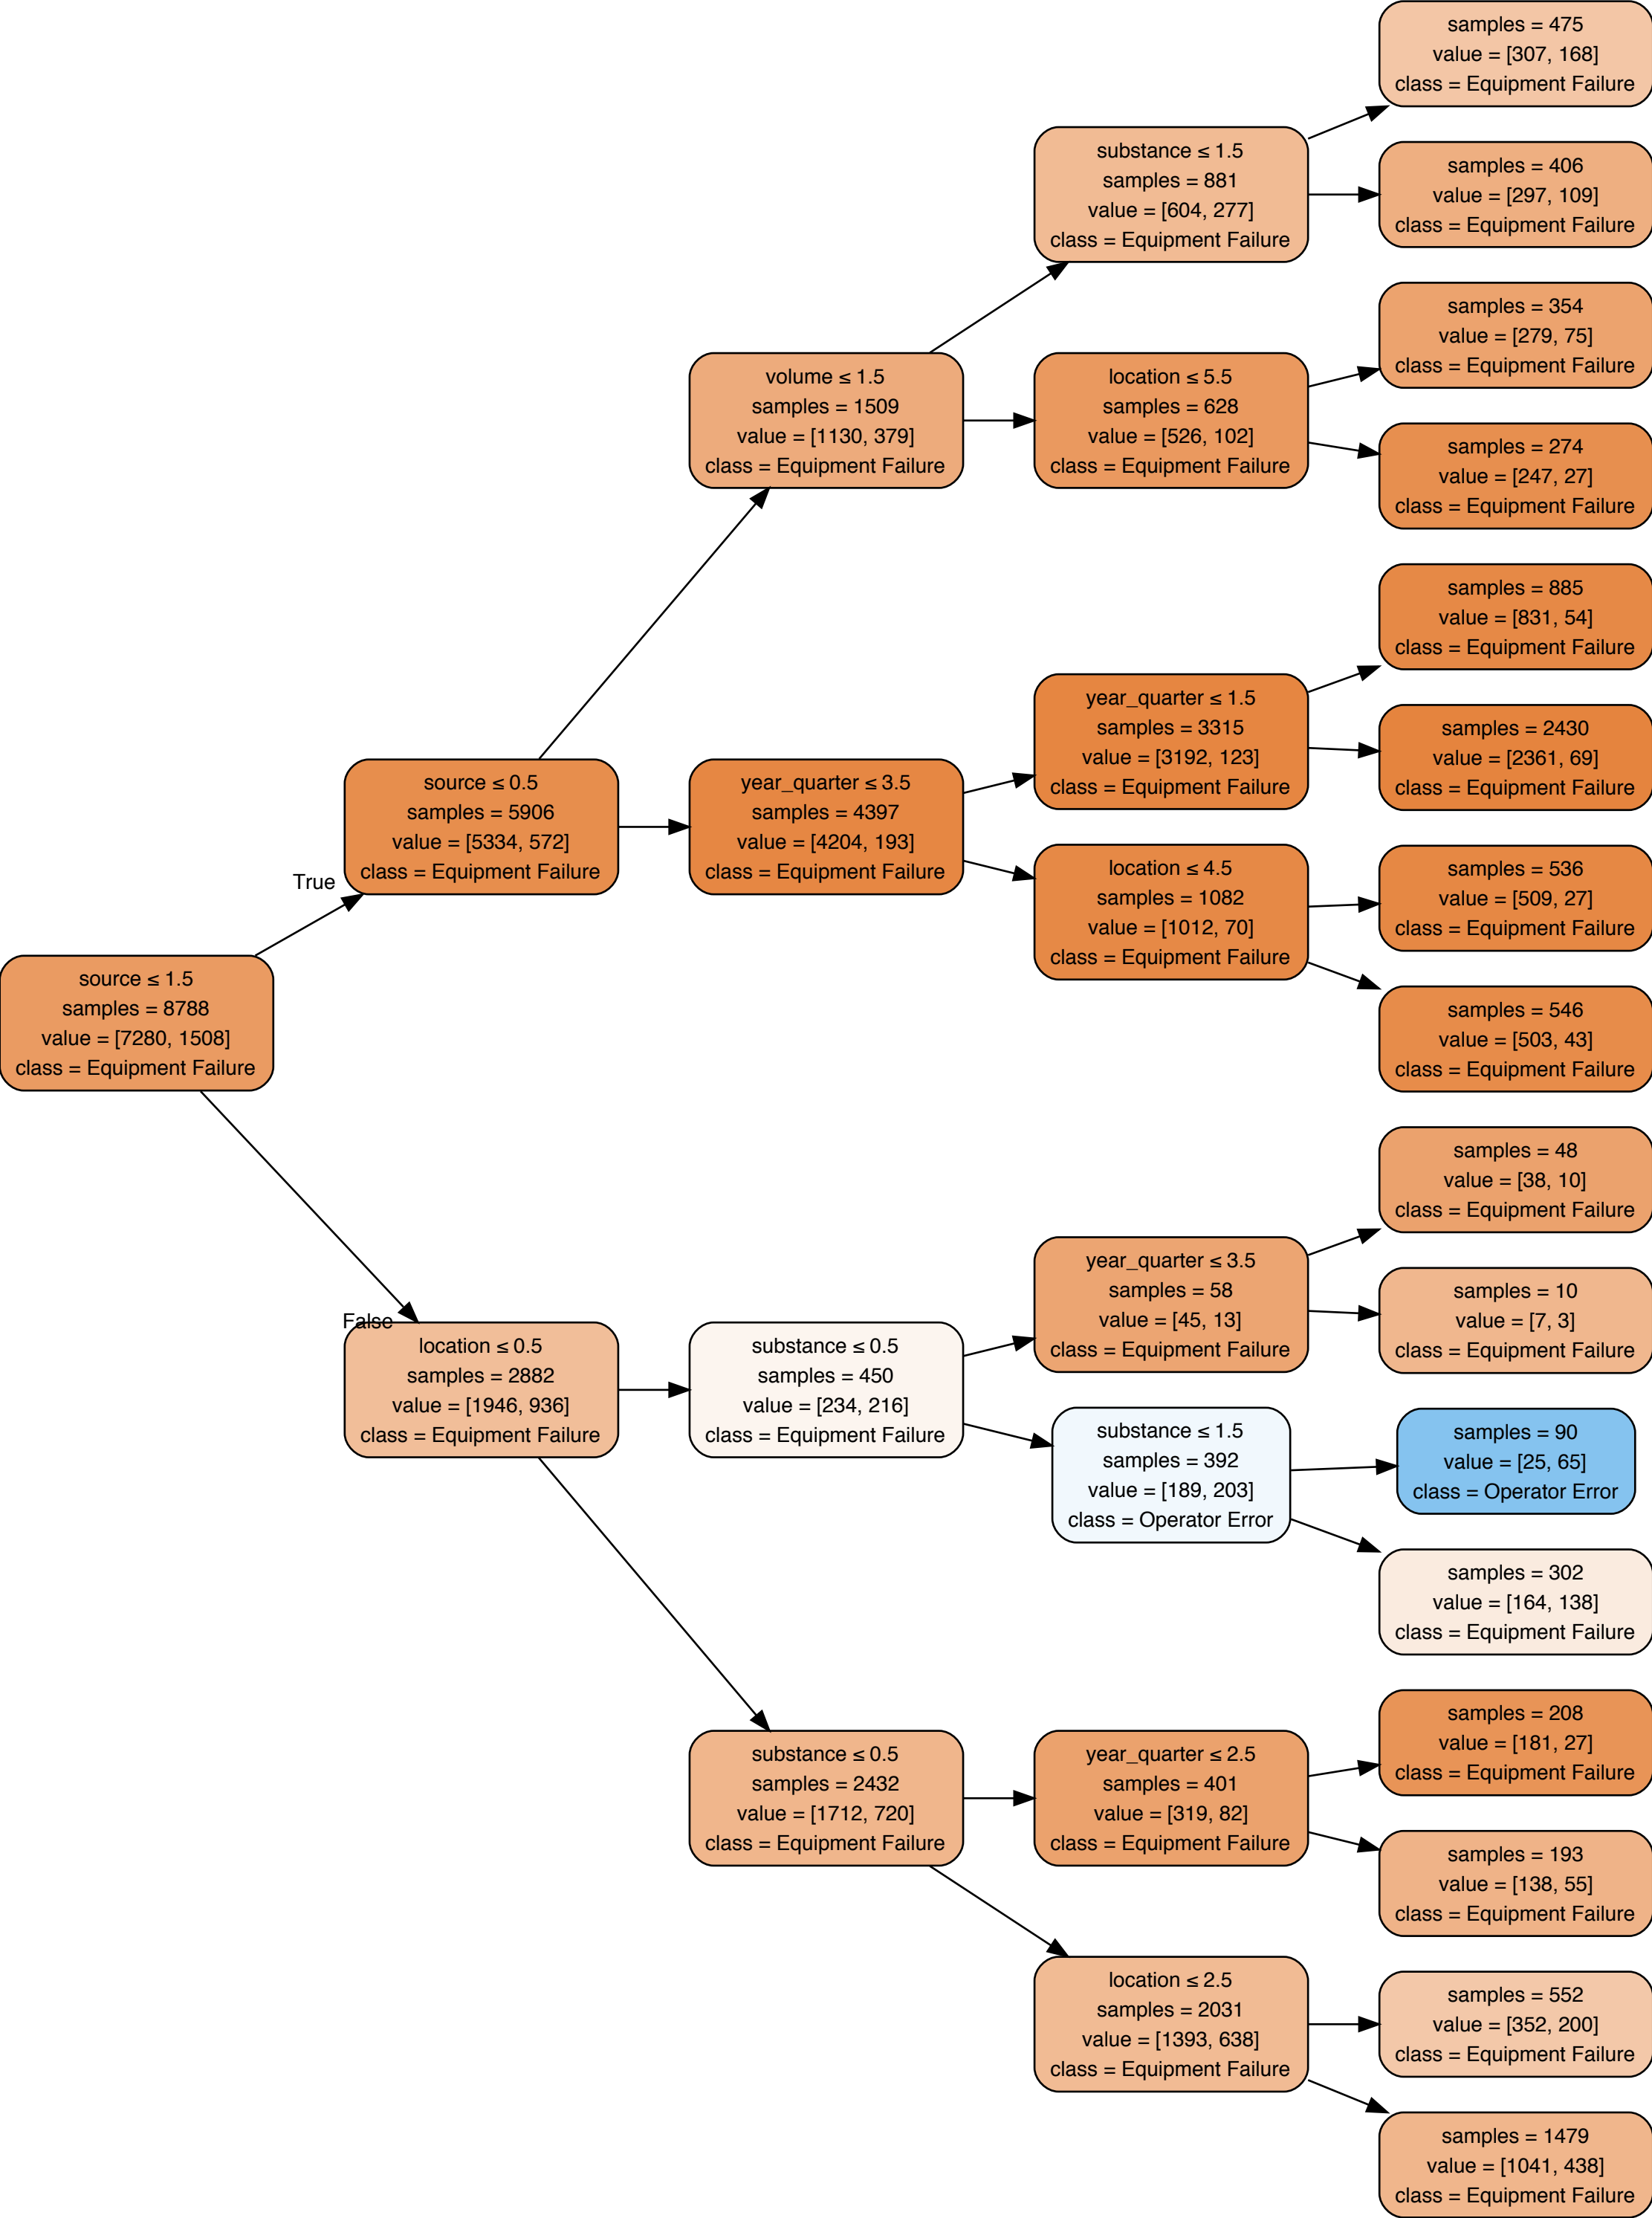 samples = 475
value = [307, 168]
class = Equipment Failure
substance ≤ 1.5
samples = 881
value = [604, 277]
class = Equipment Failure
samples = 406
value = [297, 109]
class = Equipment Failure
samples = 354
value = [279, 75]
class = Equipment Failure
volume ≤ 1.5
samples = 1509
value = [1130, 379]
class = Equipment Failure
location ≤ 5.5
samples = 628
value = [526, 102]
class = Equipment Failure
samples = 274
value = [247, 27]
class = Equipment Failure
samples = 885
value = [831, 54]
class = Equipment Failure
year_quarter ≤ 1.5
samples = 3315
value = [3192, 123]
class = Equipment Failure
samples = 2430
value = [2361, 69]
class = Equipment Failure
source ≤ 0.5
samples = 5906
value = [5334, 572]
class = Equipment Failure
year_quarter ≤ 3.5
samples = 4397
value = [4204, 193]
class = Equipment Failure
location ≤ 4.5
samples = 1082
value = [1012, 70]
class = Equipment Failure
samples = 536
value = [509, 27]
class = Equipment Failure
True
source ≤ 1.5
samples = 8788
value = [7280, 1508]
class = Equipment Failure
samples = 546
value = [503, 43]
class = Equipment Failure
samples = 48
value = [38, 10]
class = Equipment Failure
year_quarter ≤ 3.5
samples = 58
value = [45, 13]
class = Equipment Failure
samples = 10
value = [7, 3]
class = Equipment Failure
False
location ≤ 0.5
samples = 2882
value = [1946, 936]
class = Equipment Failure
substance ≤ 0.5
samples = 450
value = [234, 216]
class = Equipment Failure
substance ≤ 1.5
samples = 392
value = [189, 203]
class = Operator Error
samples = 90
value = [25, 65]
class = Operator Error
samples = 302
value = [164, 138]
class = Equipment Failure
samples = 208
value = [181, 27]
class = Equipment Failure
substance ≤ 0.5
samples = 2432
value = [1712, 720]
class = Equipment Failure
year_quarter ≤ 2.5
samples = 401
value = [319, 82]
class = Equipment Failure
samples = 193
value = [138, 55]
class = Equipment Failure
location ≤ 2.5
samples = 2031
value = [1393, 638]
class = Equipment Failure
samples = 552
value = [352, 200]
class = Equipment Failure
samples = 1479
value = [1041, 438]
class = Equipment Failure